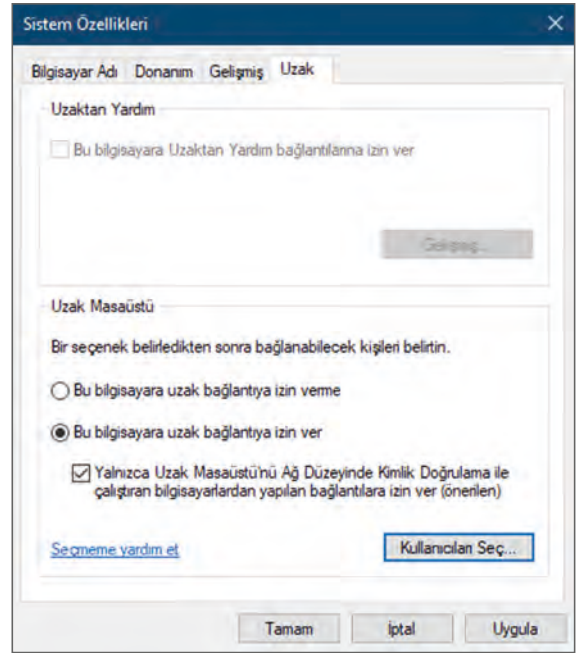 Sistem Özellikleri
Bilgisayar Adı Donanım Gelişmiş Uzak
Uzaktan Yardım
Bu bilgisayara Uzaktan Yardım bağlantılarına izin ver
Gelişmiş...
Uzak Masaüstü
Bir seçenek belirledikten sonra bağlanabilecek kişileri belirtin.
Bu bilgisayara uzak bağlantıya izin verme
Bu bilgisayara uzak bağlantıya izin ver
Yalnızca Uzak Masaüstü'nü Ağ Düzeyinde Kimlik Doğrulama ile
çalıştıran bilgisayarlardan yapılan bağlantılara izin ver (önerilen)
Seçmeme yardım et
Kullanıcıları Seç...
Tamam İptal Uygula